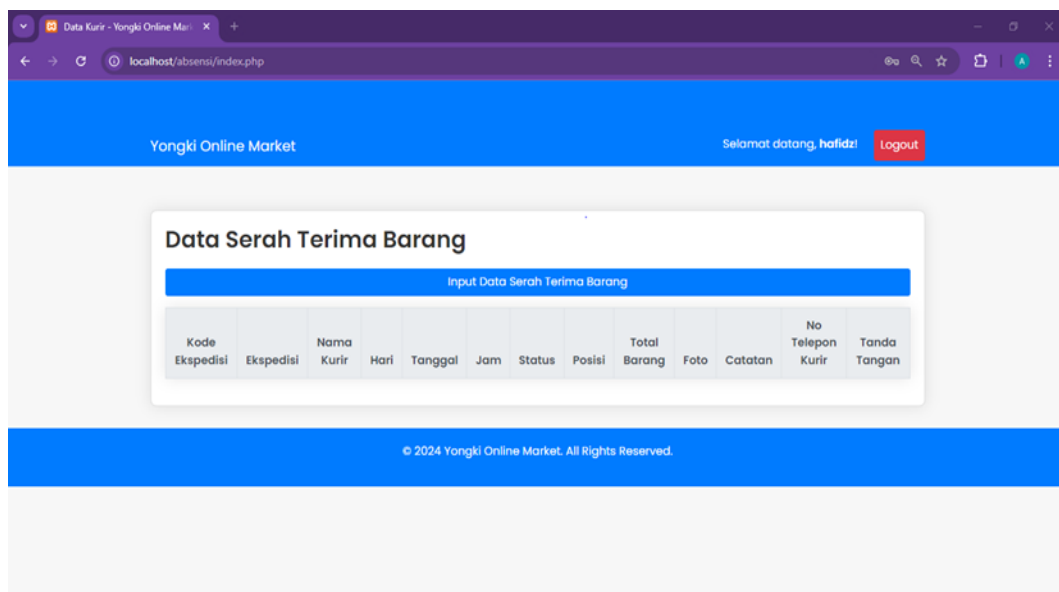 Data Kurir - Yongki Online Mar
localhost/absensi/index.php
A
Yongki Online Market
Selamat datang, hafidz!
Logout
Data Serah Terima Barang
Input Data Serah Terima Barang
Kode Ekspedisi
Ekspedisi
Nama Kurir
Hari
Tanggal
Jam
Status
Posisi
Total Barang
Foto
Catatan
No Telepon Kurir
Tanda Tangan
© 2024 Yongki Online Market. All Rights Reserved.